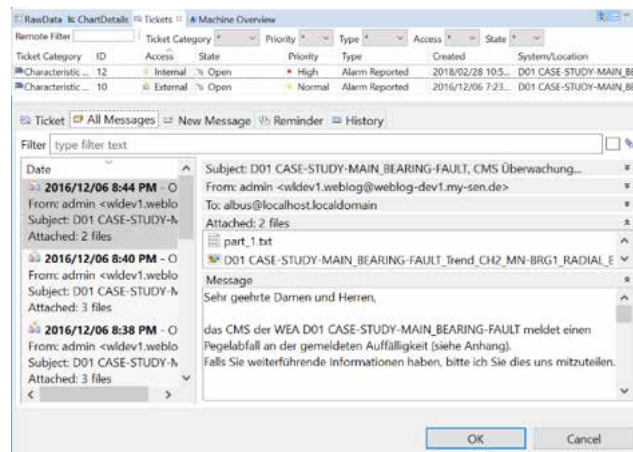 RawData ChartDetails Tickets Machine Overview
Remote Filter Ticket Category * Priority * Type * Access * State *
Ticket Category ID Access State Priority Type Created System/Location
Characteristic ... 12 Internal Open High Alarm Reported 2018/02/28 10:5... D01 CASE-STUDY-MAIN_BE
Characteristic ... 10 External Open Normal Alarm Reported 2016/12/06 7:23... D01 CASE-STUDY-MAIN_BE
Ticket All Messages New Message Reminder History
Filter type filter text
Date
2016/12/06 8:44 PM - O
From: admin <wldev1.weblo
Subject: D01 CASE-STUDY-N
Attached: 2 files
2016/12/06 8:40 PM - O
From: admin <wldev1.weblo
Subject: D01 CASE-STUDY-N
Attached: 3 files
2016/12/06 8:38 PM - O
From: admin <wldev1.weblo
Subject: D01 CASE-STUDY-N
Attached: 3 files
Subject: D01 CASE-STUDY-MAIN_BEARING-FAULT, CMS Überwachung...
From: admin <wldev1.weblog@weblog-dev1.my-sen.de>
To: albus@localhost.localdomain
Attached: 2 files
part_1.txt
D01 CASE-STUDY-MAIN_BEARING-FAULT_Trend_CH2_MN-BRG1_RADIAL_E
Message
Sehr geehrte Damen und Herren,
das CMS der WEA D01 CASE-STUDY-MAIN_BEARING-FAULT meldet einen
Pegelabfall an der gemeldeten Auffälligkeit (siehe Anhang).
Falls Sie weiterführende Informationen haben, bitte ich Sie dies uns mitzuteilen.
OK Cancel